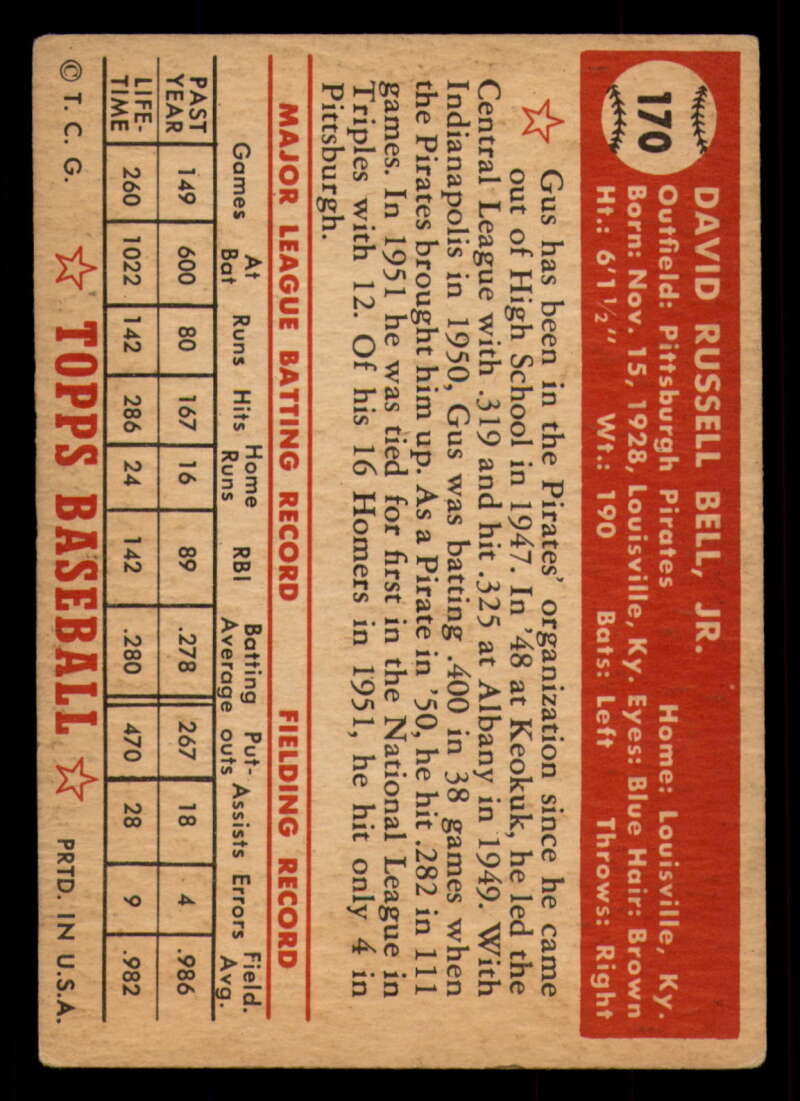 170
DAVID RUSSELL BELL, JR.
Outfield: Pittsburgh Pirates Home: Louisville, Ky.
Born: Nov. 15, 1928, Louisville, Ky. Eyes: Blue Hair: Brown
Ht.: 6'1½" Wt.: 190 Bats: Left Throws: Right
Gus has been in the Pirates' organization since he came
out of High School in 1947. In '48 at Keokuk, he led the
Central League with .319 and hit .325 at Albany in 1949. With
Indianapolis in 1950, Gus was batting .400 in 38 games when
the Pirates brought him up. As a Pirate in '50, he hit .282 in 111
games. In 1951 he was tied for first in the National League in
Triples with 12. Of his 16 Homers in 1951, he hit only 4 in
Pittsburgh.
MAJOR LEAGUE BATTING RECORD FIELDING RECORD
Games At Bat Runs Hits Home Runs RBI Batting Average Put-outs Assists Errors Field. Avg.
PAST YEAR 149 600 80 167 16 89 .278 267 18 4 .986
LIFE-TIME 260 1022 142 286 24 142 .280 470 28 9 .982
© T. C. G. TOPPS BASEBALL PRTD. IN U.S.A.